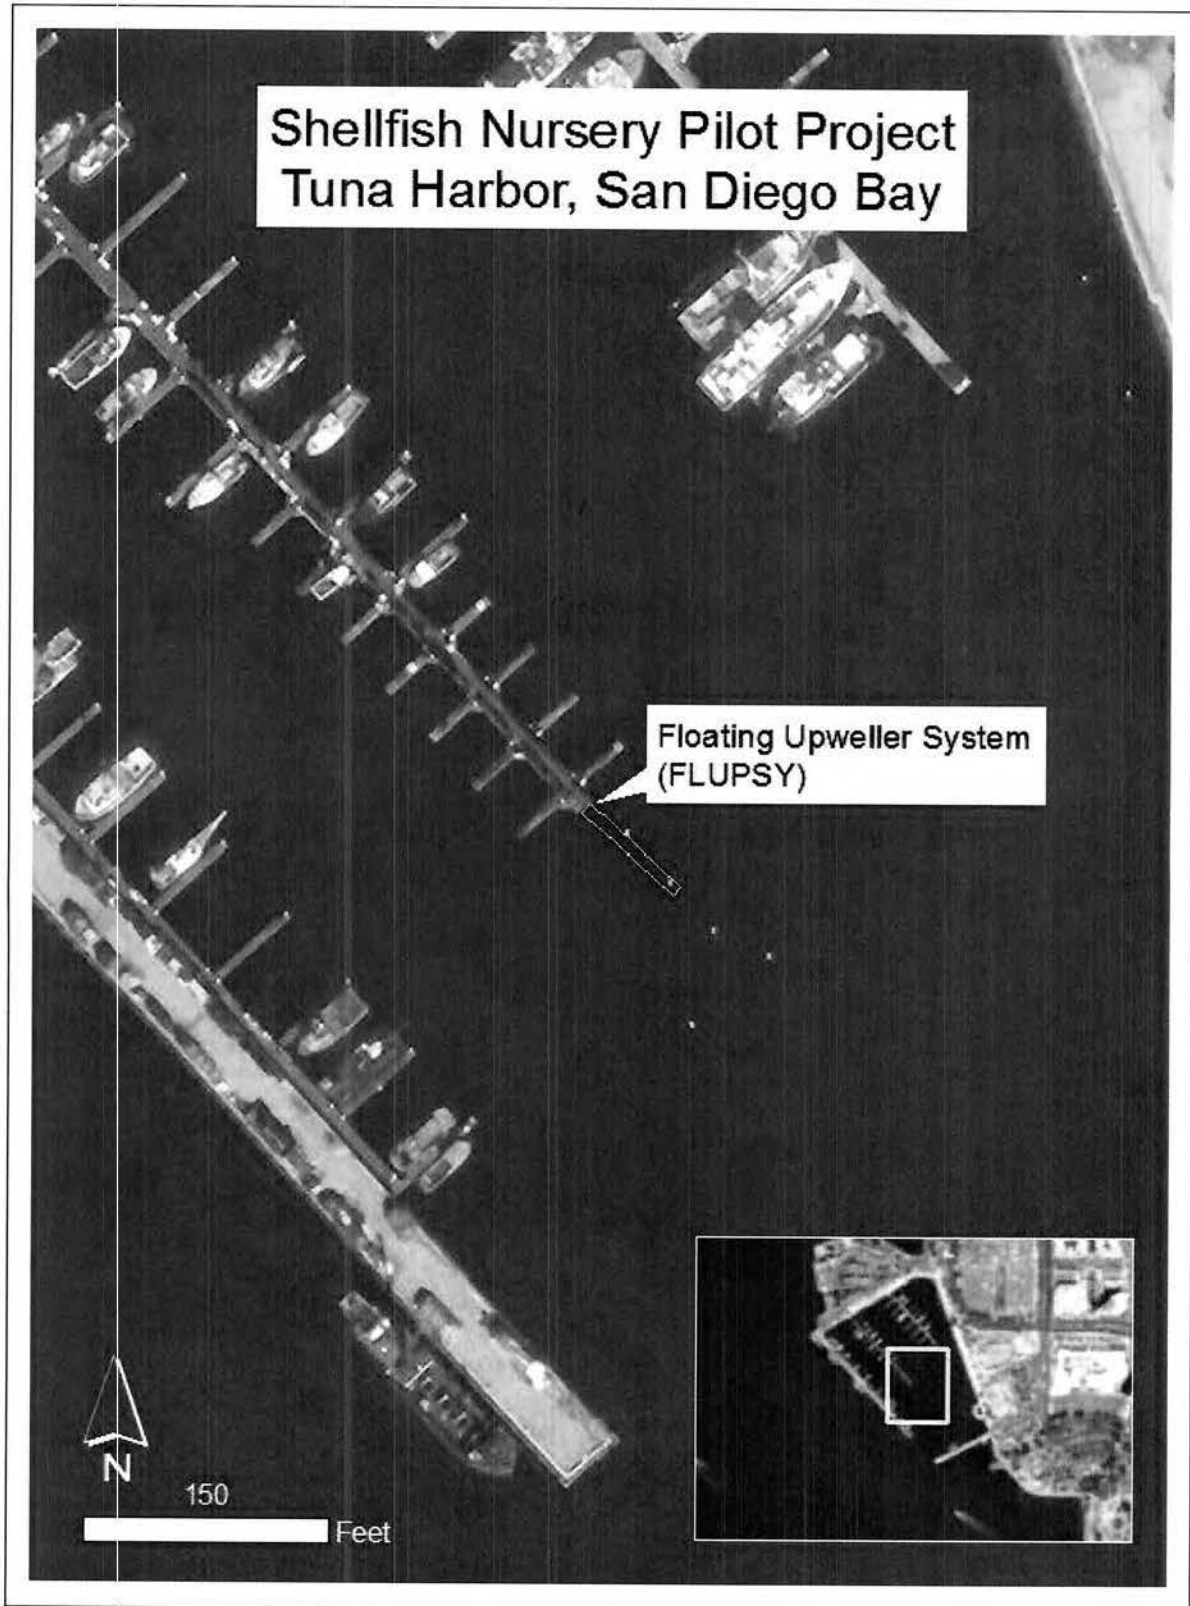 Shellfish Nursery Pilot Project
Tuna Harbor, San Diego Bay
Floating Upweller System
(FLUPSY)
N
150
Feet